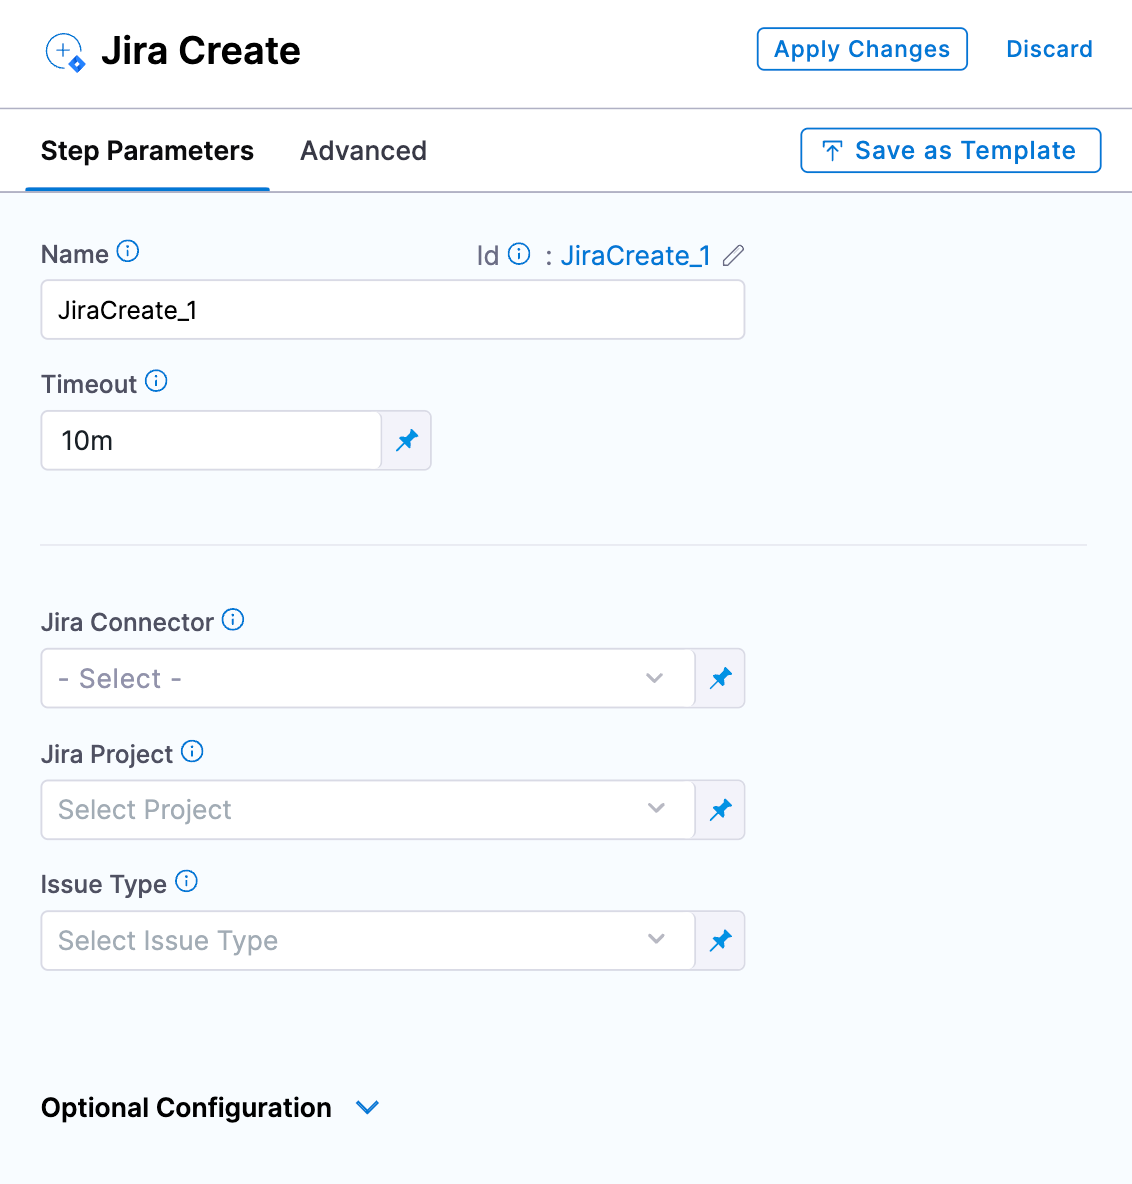 Jira Create
Apply Changes
Discard
Step Parameters
Advanced
Save as Template
Name
Id : JiraCreate_1
JiraCreate_1
Timeout
10m
Jira Connector
- Select -
Jira Project
Select Project
Issue Type
Select Issue Type
Optional Configuration